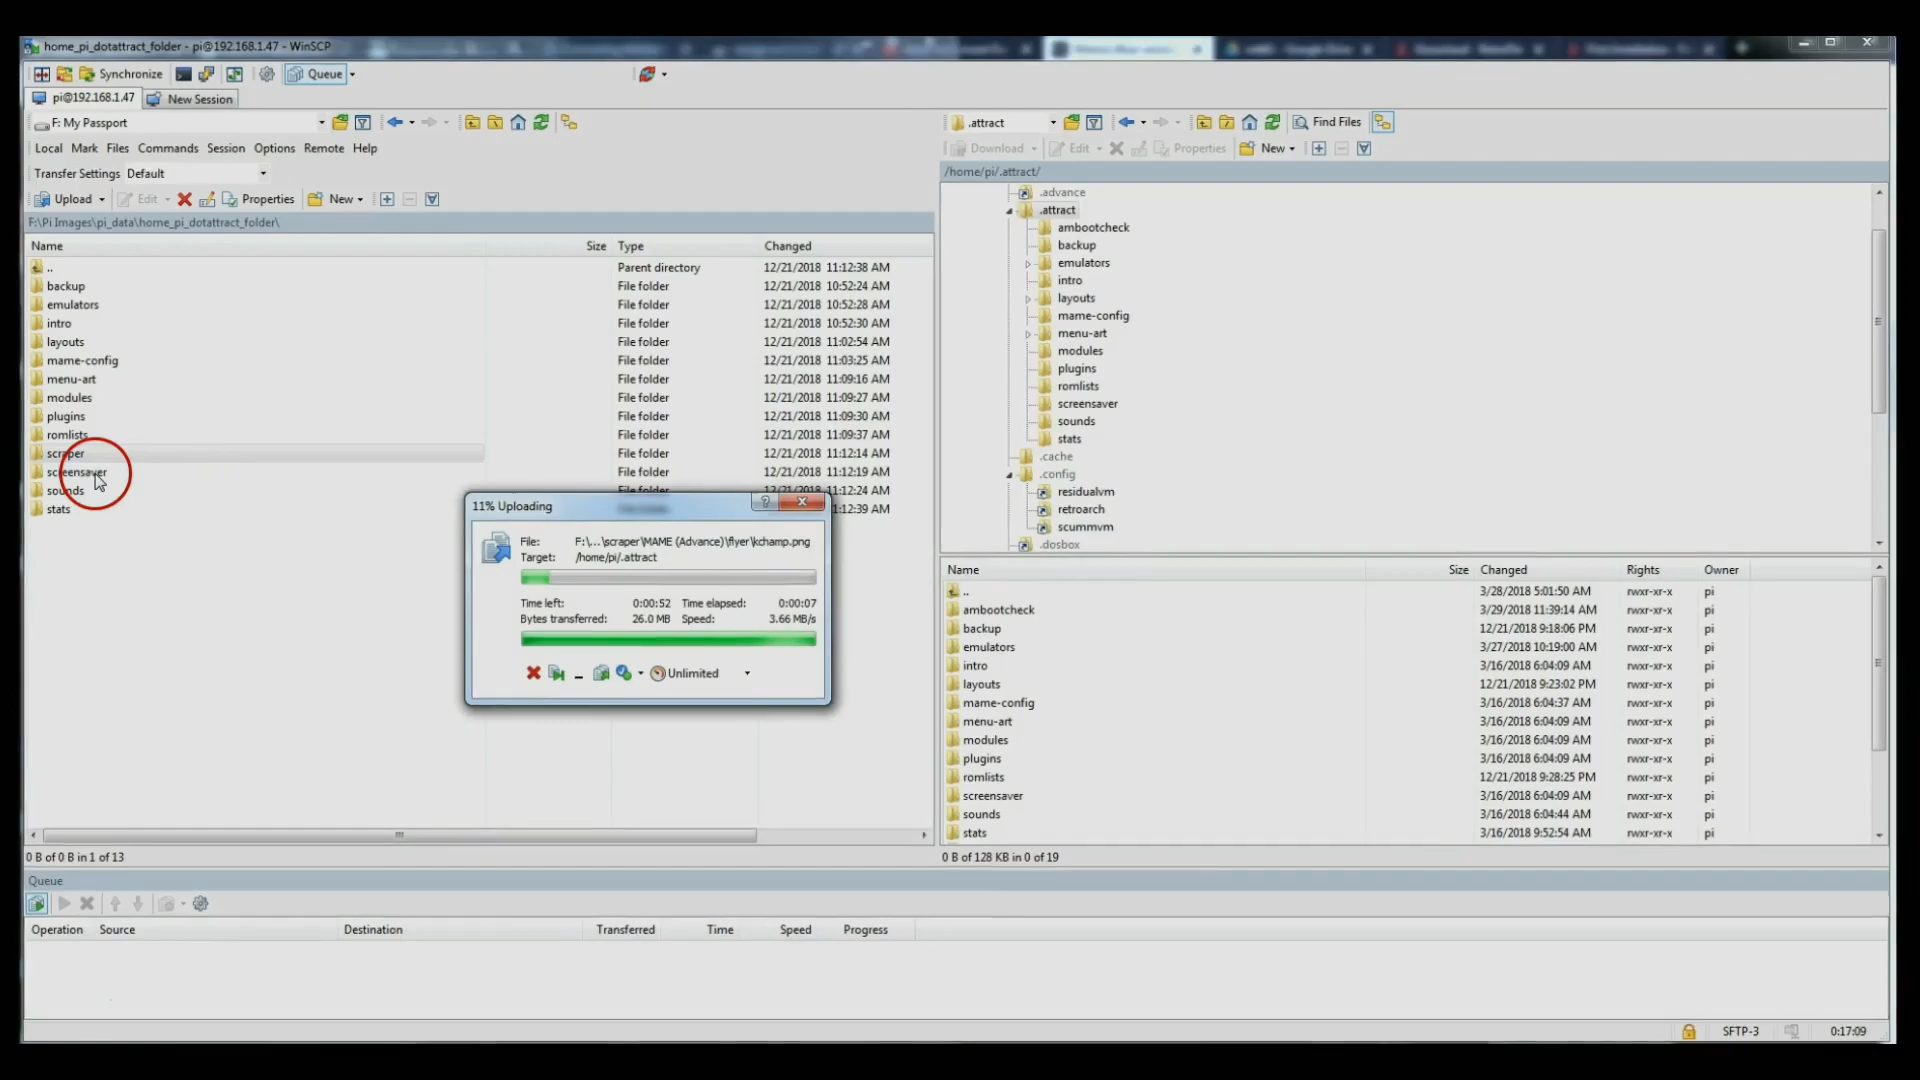 home_pi_dotattract_folder - pi@192.168.1.47 - WinSCP
Synchronize Queue
pi@192.168.1.47 New Session
F: My Passport
Local Mark Files Commands Session Options Remote Help
Transfer Settings Default
Upload Edit Properties New
F:\Pi Images\pi_data\home_pi_dotattract_folder\
Name Size Type Changed
.. Parent directory 12/21/2018 11:12:38 AM
backup File folder 12/21/2018 10:52:24 AM
emulators File folder 12/21/2018 10:52:28 AM
intro File folder 12/21/2018 10:52:30 AM
layouts File folder 12/21/2018 11:02:54 AM
mame-config File folder 12/21/2018 11:03:25 AM
menu-art File folder 12/21/2018 11:09:16 AM
modules File folder 12/21/2018 11:09:27 AM
plugins File folder 12/21/2018 11:09:30 AM
romlists File folder 12/21/2018 11:09:37 AM
scraper File folder 12/21/2018 11:12:14 AM
screensaver File folder 12/21/2018 11:12:19 AM
sounds File folder 12/21/2018 11:12:24 AM
stats 1:12:39 AM
11% Uploading
File: F:\...\scraper\MAME (Advance)\flyer\kchamp.png
Target: /home/pi/.attract
Time left: 0:00:52 Time elapsed: 0:00:07
Bytes transferred: 26.0 MB Speed: 3.66 MB/s
Unlimited
0 B of 0 B in 1 of 13
.attract Find Files
Download Edit Properties New
/home/pi/.attract/
.advance
.attract
ambootcheck
backup
emulators
intro
layouts
mame-config
menu-art
modules
plugins
romlists
screensaver
sounds
stats
.cache
.config
residualvm
retroarch
scummvm
.dosbox
Name Size Changed Rights Owner
.. 3/28/2018 5:01:50 AM rwxr-xr-x pi
ambootcheck 3/29/2018 11:39:14 AM rwxr-xr-x pi
backup 12/21/2018 9:18:06 PM rwxr-xr-x pi
emulators 3/27/2018 10:19:00 AM rwxr-xr-x pi
intro 3/16/2018 6:04:09 AM rwxr-xr-x pi
layouts 12/21/2018 9:23:02 PM rwxr-xr-x pi
mame-config 3/16/2018 6:04:37 AM rwxr-xr-x pi
menu-art 3/16/2018 6:04:09 AM rwxr-xr-x pi
modules 3/16/2018 6:04:09 AM rwxr-xr-x pi
plugins 3/16/2018 6:04:09 AM rwxr-xr-x pi
romlists 12/21/2018 9:28:25 PM rwxr-xr-x pi
screensaver 3/16/2018 6:04:09 AM rwxr-xr-x pi
sounds 3/16/2018 6:04:44 AM rwxr-xr-x pi
stats 3/16/2018 9:52:54 AM rwxr-xr-x pi
0 B of 128 KB in 0 of 19
Queue
Operation Source Destination Transferred Time Speed Progress
SFTP-3 0:17:09